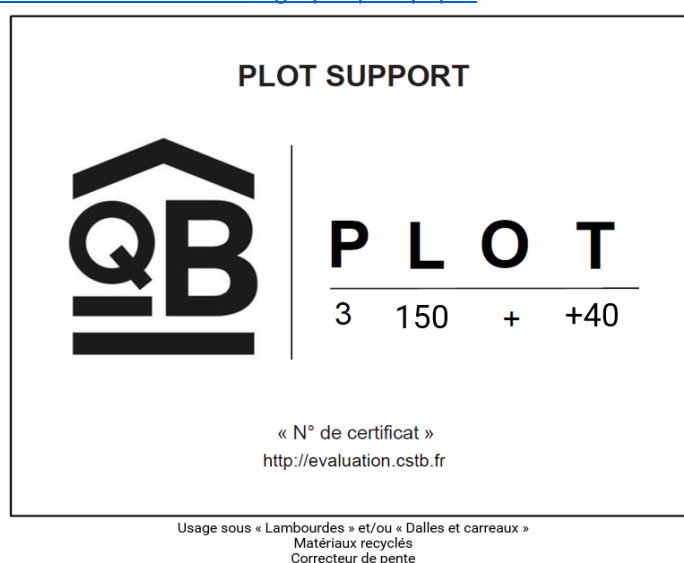 PLOT SUPPORT
QB
P L O T
3 150 + +40
« N° de certificat »
http://evaluation.cstb.fr
Usage sous « Lambourdes » et/ou « Dalles et carreaux »
Matériaux recyclés
Correcteur de pente